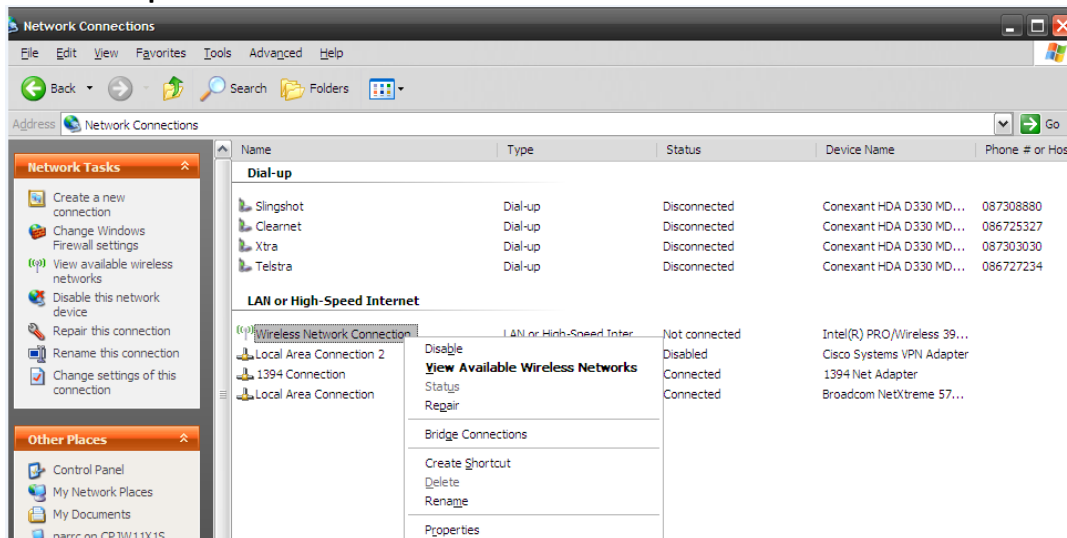 Network Connections
File Edit View Favorites Tools Advanced Help
Back Search Folders
Address Network Connections Go
Name Type Status Device Name Phone # or Hos
Network Tasks
Create a new
connection
Change Windows
Firewall settings
View available wireless
networks
Disable this network
device
Repair this connection
Rename this connection
Change settings of this
connection
Other Places
Control Panel
My Network Places
My Documents
Dial-up
Slingshot Dial-up Disconnected Conexant HDA D330 MD... 087308880
Clearnet Dial-up Disconnected Conexant HDA D330 MD... 086725327
Xtra Dial-up Disconnected Conexant HDA D330 MD... 087303030
Telstra Dial-up Disconnected Conexant HDA D330 MD... 086727234
LAN or High-Speed Internet
Wireless Network Connection LAN or High-Speed Inter Not connected Intel(R) PRO/Wireless 39...
Local Area Connection 2 Disabled Cisco Systems VPN Adapter
1394 Connection Connected 1394 Net Adapter
Local Area Connection Connected Broadcom NetXtreme 57...
Disable
View Available Wireless Networks
Status
Repair
Bridge Connections
Create Shortcut
Delete
Rename
Properties